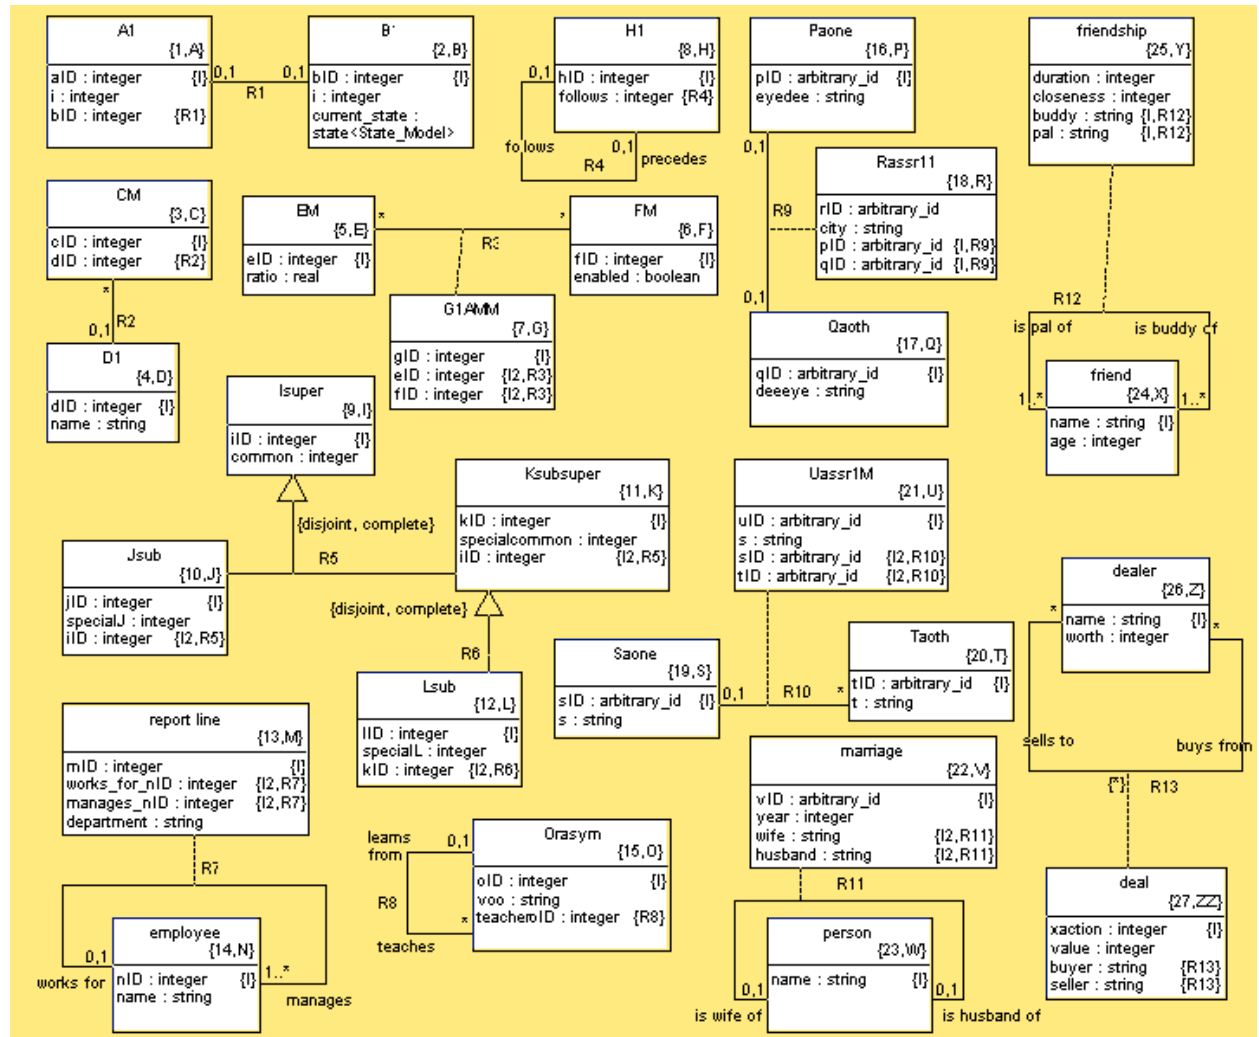 A1
{1,A}
aID : integer {I}
i : integer
bID : integer {R1}
0,1
R1
0,1
B1
{2,B}
bID : integer {I}
i : integer
current_state :
state<State_Model>
H1
{8,H}
hID : integer {I}
follows : integer {R4}
0,1
follows
R4
0,1
precedes
Paone
{16,P}
pID : arbitrary_id {I}
eyedee : string
0,1
R9
0,1
Rassr11
{18,R}
rID : arbitrary_id
city : string
pID : arbitrary_id {I,R9}
qID : arbitrary_id {I,R9}
Qaoth
{17,Q}
qID : arbitrary_id {I}
deeeye : string
friendship
{25,Y}
duration : integer
closeness : integer
buddy : string {I,R12}
pal : string {I,R12}
R12
is pal of
is buddy of
friend
{24,X}
name : string {I}
age : integer
1..*
1..*
CM
{3,C}
cID : integer {I}
dID : integer {R2}
*
R2
0,1
D1
{4,D}
dID : integer {I}
name : string
EM
{5,E}
eID : integer {I}
ratio : real
*
R3
*
FM
{6,F}
fID : integer {I}
enabled : boolean
G1AMM
{7,G}
gID : integer {I}
eID : integer {I2,R3}
fID : integer {I2,R3}
Isuper
{9,I}
iID : integer {I}
common : integer
{disjoint, complete}
R5
Jsub
{10,J}
jID : integer {I}
specialJ : integer
iID : integer {I2,R5}
Ksubsuper
{11,K}
kID : integer {I}
specialcommon : integer
iID : integer {I2,R5}
{disjoint, complete}
R6
Lsub
{12,L}
lID : integer {I}
specialL : integer
kID : integer {I2,R6}
Uassr1M
{21,U}
uID : arbitrary_id {I}
s : string
sID : arbitrary_id {I2,R10}
tID : arbitrary_id {I2,R10}
Saone
{19,S}
sID : arbitrary_id {I}
s : string
0,1
R10
*
Taoth
{20,T}
tID : arbitrary_id {I}
t : string
dealer
{26,Z}
name : string {I}
worth : integer
*
*
sells to
buys from
{*}
R13
deal
{27,ZZ}
xaction : integer {I}
value : integer
buyer : string {R13}
seller : string {R13}
report line
{13,M}
mID : integer {I}
works_for_nID : integer {I2,R7}
manages_nID : integer {I2,R7}
department : string
R7
employee
{14,N}
nID : integer {I}
name : string
0,1
works for
1..*
manages
learns
from
0,1
R8
*
teaches
Orasym
{15,O}
oID : integer {I}
voo : string
teacheroID : integer {R8}
marriage
{22,V}
vID : arbitrary_id {I}
year : integer
wife : string {I2,R11}
husband : string {I2,R11}
R11
person
{23,W}
name : string {I}
0,1
0,1
is wife of
is husband of